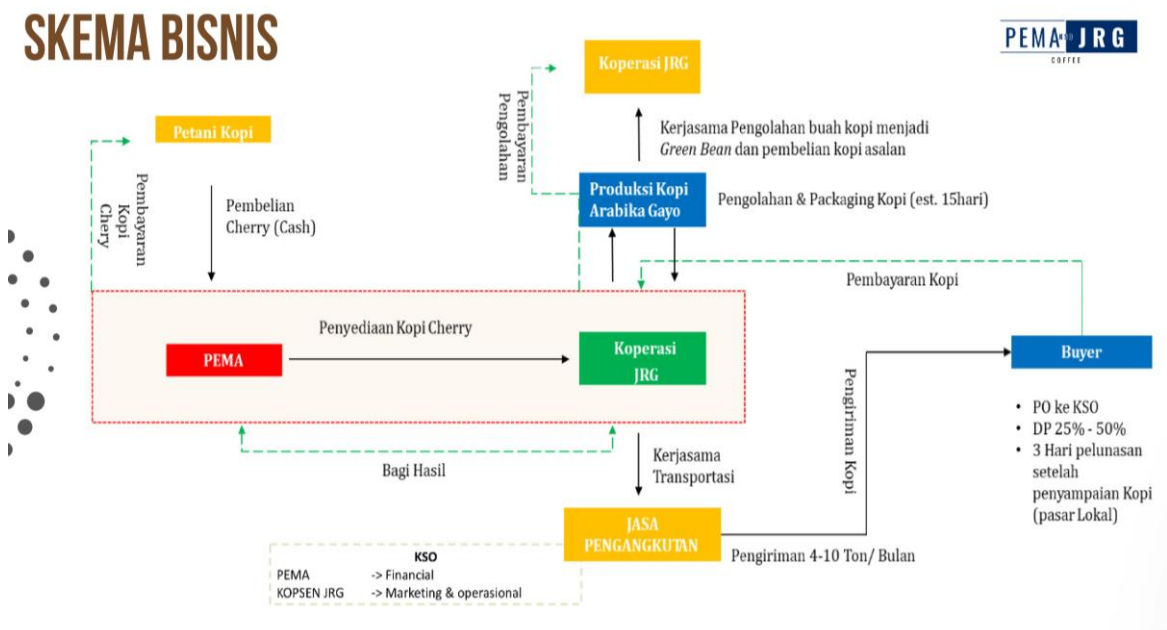 SKEMA BISNIS
PEMA KSO JRG
COFFEE
Koperasi JRG
Petani Kopi
Pembayaran
Pengolahan
Kerjasama Pengolahan buah kopi menjadi
Green Bean dan pembelian kopi asalan
Pembayaran
Kopi
Chery
Pembelian
Cherry (Cash)
Produksi Kopi
Arabika Gayo
Pengolahan & Packaging Kopi (est. 15hari)
Pembayaran Kopi
Penyediaan Kopi Cherry
PEMA
Koperasi
JRG
Buyer
Pengiriman Kopi
• PO ke KSO
• DP 25% - 50%
• 3 Hari pelunasan
setelah
penyampaian Kopi
(pasar Lokal)
Bagi Hasil
Kerjasama
Transportasi
JASA
PENGANGKUTAN
Pengiriman 4-10 Ton/ Bulan
KSO
PEMA -> Financial
KOPSEN JRG -> Marketing & operasional